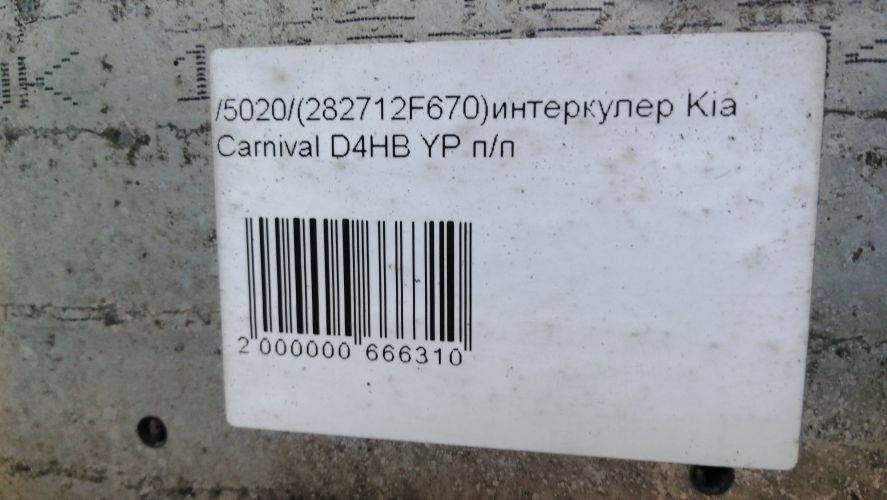 /5020/(282712F670)интеркулер Kia
Carnival D4HB YP п/п
2 000000 666310